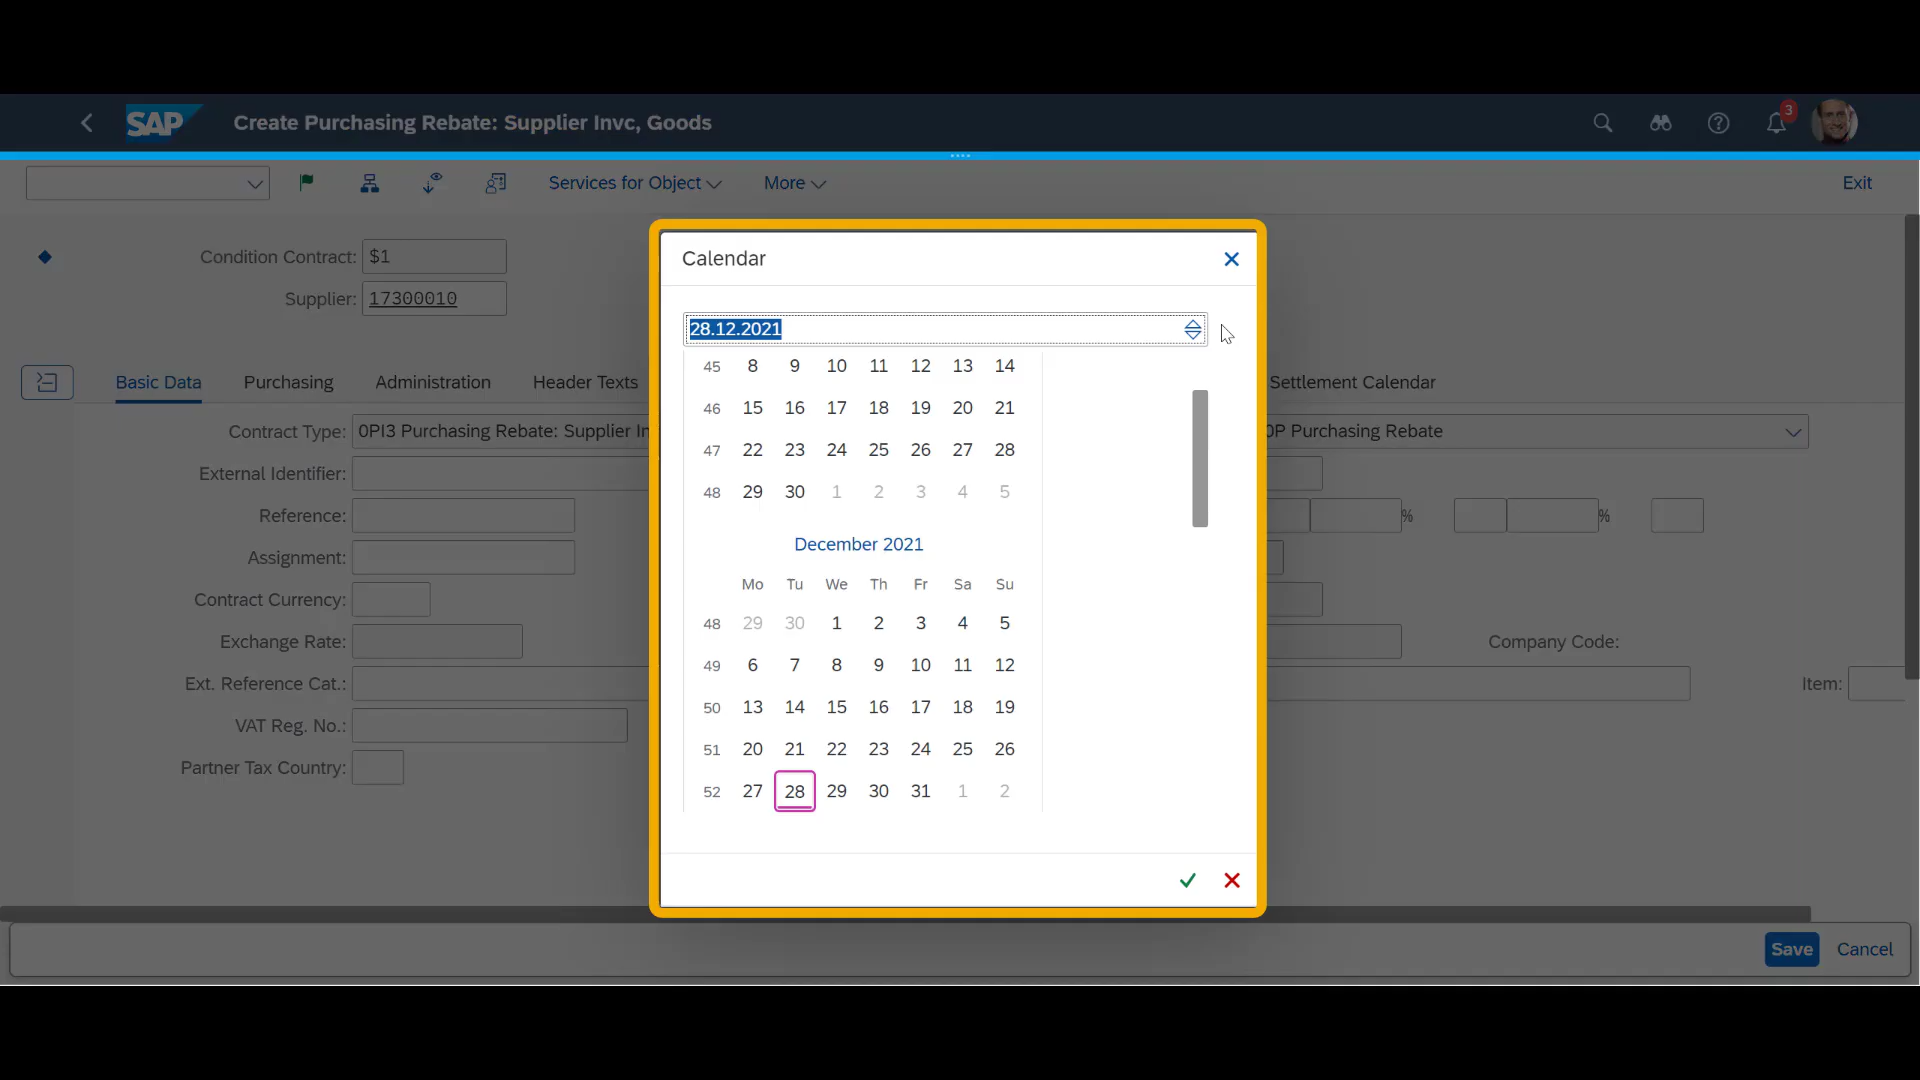 SAP
Create Purchasing Rebate: Supplier Invc, Goods
3
Services for Object
More
Exit
Condition Contract: $1
Supplier: 17300010
Basic Data
Purchasing
Administration
Header Texts
Settlement Calendar
Contract Type: 0PI3 Purchasing Rebate: Supplier In
0P Purchasing Rebate
External Identifier:
Reference:
%
%
Assignment:
Contract Currency:
Exchange Rate:
Company Code:
Ext. Reference Cat.:
Item:
VAT Reg. No.:
Partner Tax Country:
Calendar
28.12.2021
45 8 9 10 11 12 13 14
46 15 16 17 18 19 20 21
47 22 23 24 25 26 27 28
48 29 30 1 2 3 4 5
December 2021
Mo Tu We Th Fr Sa Su
48 29 30 1 2 3 4 5
49 6 7 8 9 10 11 12
50 13 14 15 16 17 18 19
51 20 21 22 23 24 25 26
52 27 28 29 30 31 1 2
Save
Cancel